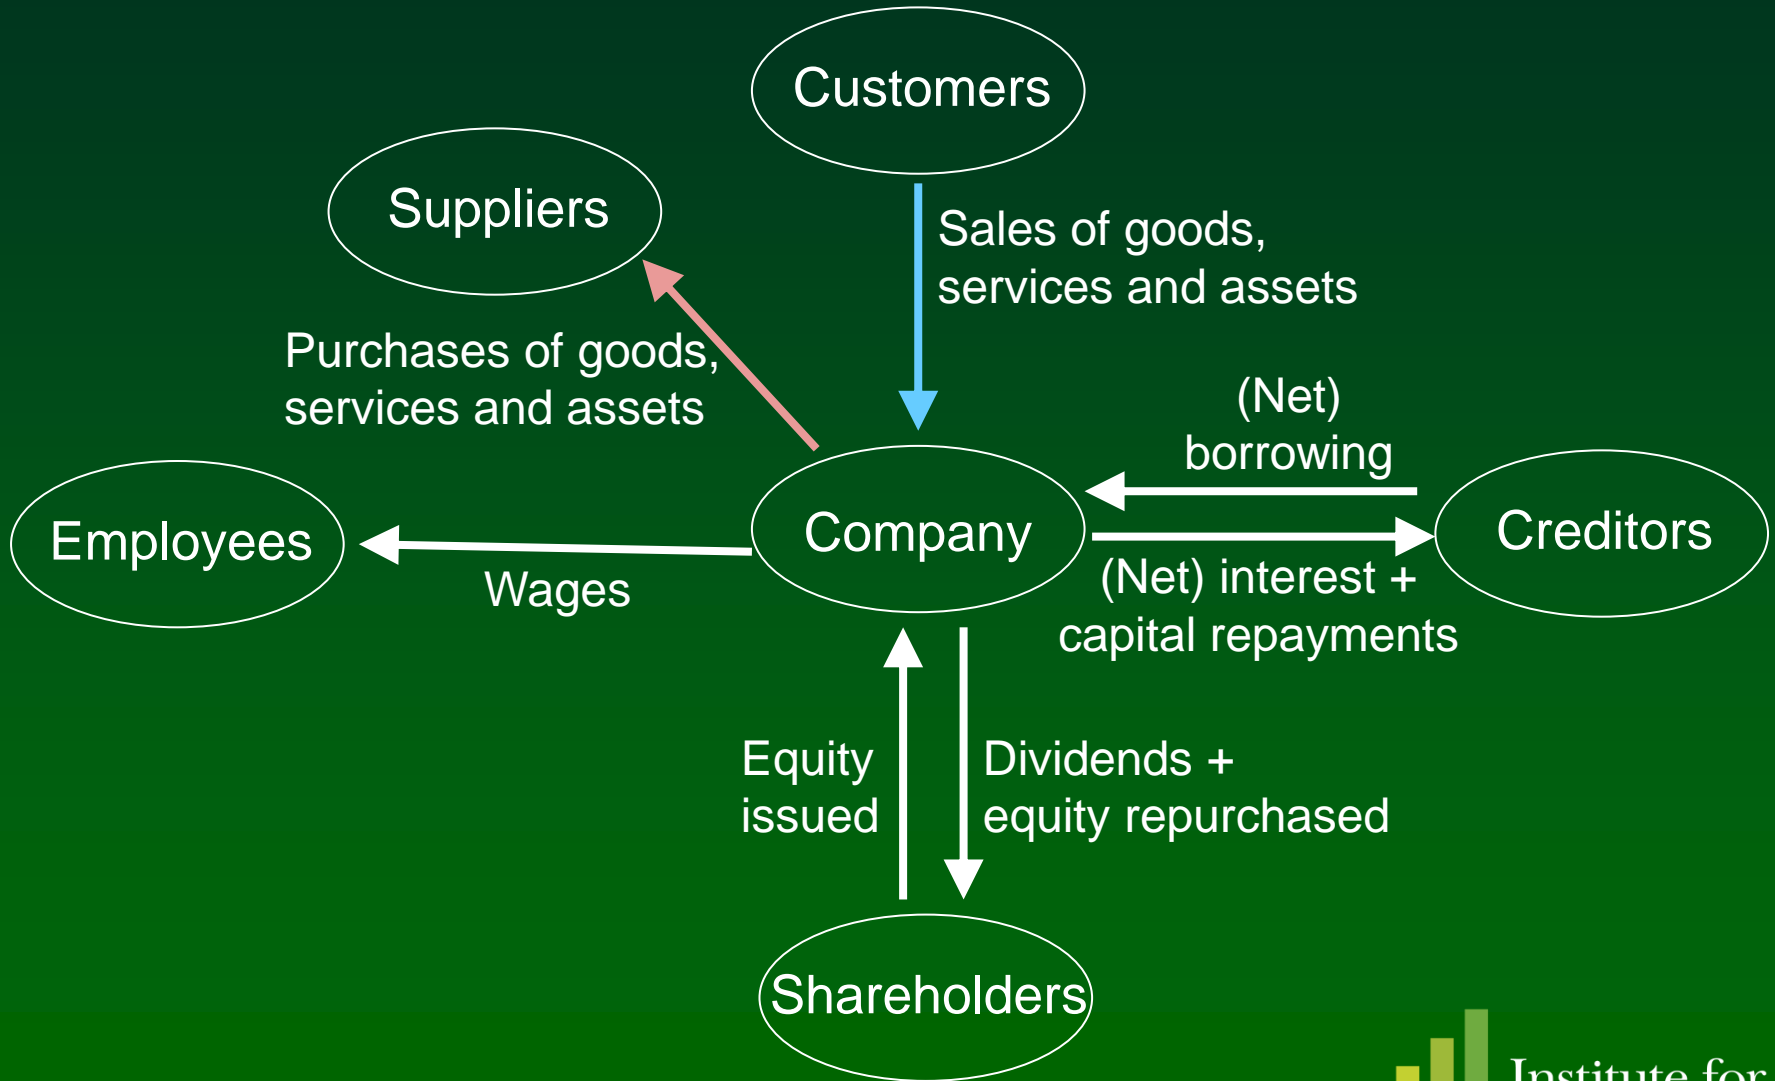 Customers
Suppliers
Sales of goods,
services and assets
Purchases of goods,
services and assets
(Net)
borrowing
Employees
Company
Creditors
Wages
(Net) interest +
capital repayments
Equity
issued
Dividends +
equity repurchased
Shareholders
Institute for